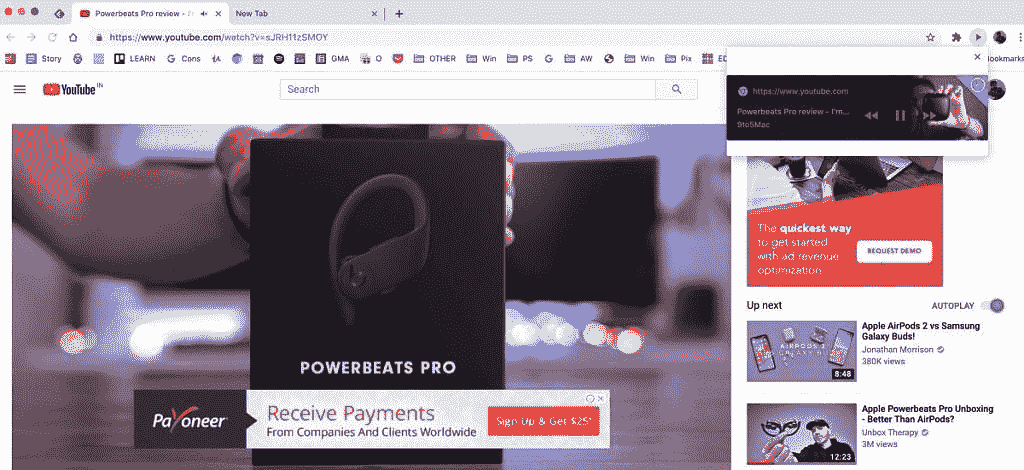 Powerbeats Pro review - I'
New Tab
https://www.youtube.com/watch?v=sJRH11zSMOY
Story
LEARN
Cons
GMA
O
OTHER
Win
PS
G
AW
Win
Pix
ED
ookmarks
YouTube IN
Search
https://www.youtube.com
Powerbeats Pro review - I'm...
9to5Mac
POWERBEATS PRO
Payoneer
Receive Payments
From Companies And Clients Worldwide
Sign Up & Get $25*
The quickest way
to get started
with ad revenue
optimization
REQUEST DEMO
Up next
AUTOPLAY
Apple AirPods 2 vs Samsung
Galaxy Buds!
Jonathan Morrison
380K views
8:48
Apple Powerbeats Pro Unboxing
- Better Than AirPods?
Unbox Therapy
3M views
12:23